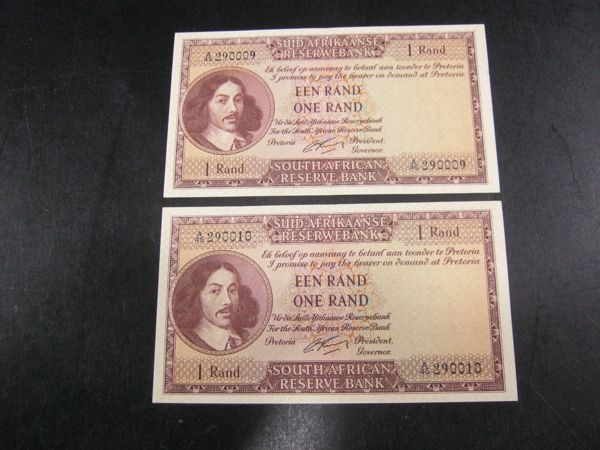 A/45 290009
SUID-AFRIKAANSE
RESERWEBANK
1 Rand
Ek beloof op aanvraag te betaal aan toonder te Pretoria
I promise to pay the bearer on demand at Pretoria
EEN RAND
ONE RAND
Vir die Suid-Afrikaanse Reserwebank
For the South African Reserve Bank
Pretoria President.
Governor.
1 Rand
SOUTH AFRICAN
RESERVE BANK
A/45 290009
A/45 290010
SUID-AFRIKAANSE
RESERWEBANK
1 Rand
Ek beloof op aanvraag te betaal aan toonder te Pretoria
I promise to pay the bearer on demand at Pretoria
EEN RAND
ONE RAND
Vir die Suid-Afrikaanse Reserwebank
For the South African Reserve Bank
Pretoria President.
Governor.
1 Rand
SOUTH AFRICAN
RESERVE BANK
A/45 290010